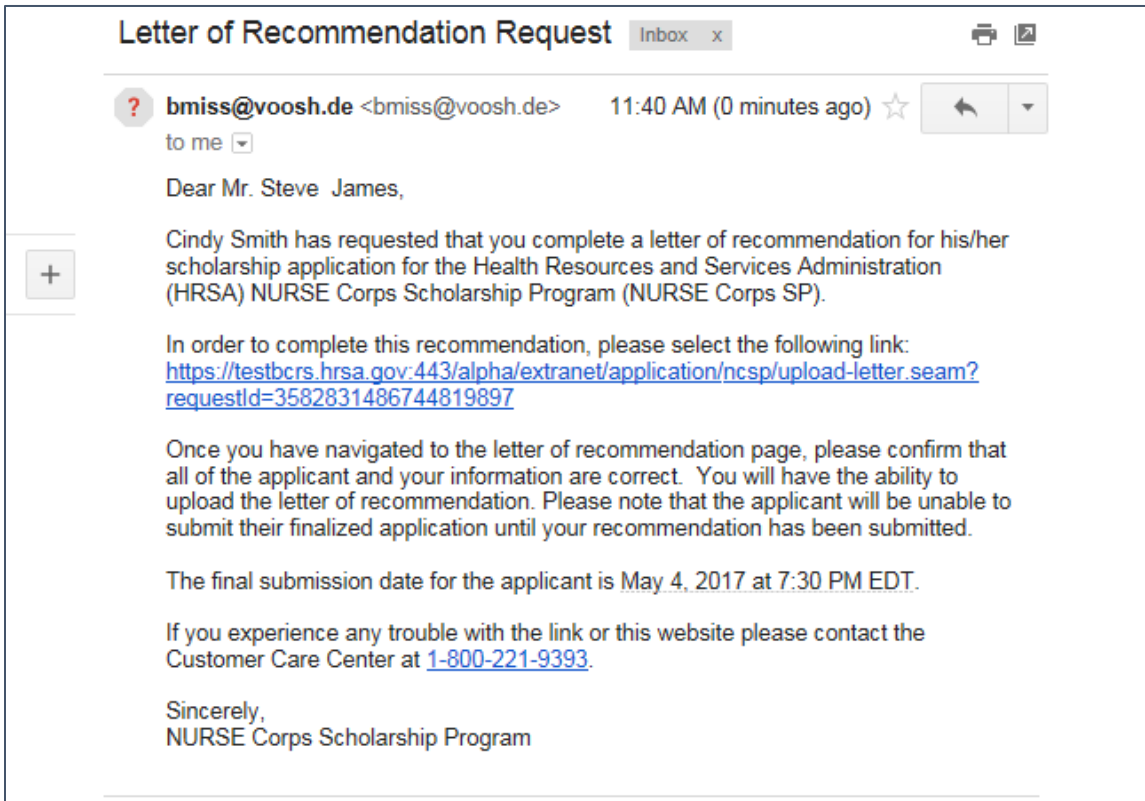 Letter of Recommendation Request Inbox x
? bmiss@voosh.de <bmiss@voosh.de> 11:40 AM (0 minutes ago)
to me
Dear Mr. Steve  James,
Cindy Smith has requested that you complete a letter of recommendation for his/her
scholarship application for the Health Resources and Services Administration
(HRSA) NURSE Corps Scholarship Program (NURSE Corps SP).
In order to complete this recommendation, please select the following link:
https://testbcrs.hrsa.gov:443/alpha/extranet/application/ncsp/upload-letter.seam?
requestId=3582831486744819897
Once you have navigated to the letter of recommendation page, please confirm that
all of the applicant and your information are correct.  You will have the ability to
upload the letter of recommendation. Please note that the applicant will be unable to
submit their finalized application until your recommendation has been submitted.
The final submission date for the applicant is May 4, 2017 at 7:30 PM EDT.
If you experience any trouble with the link or this website please contact the
Customer Care Center at 1-800-221-9393.
Sincerely,
NURSE Corps Scholarship Program